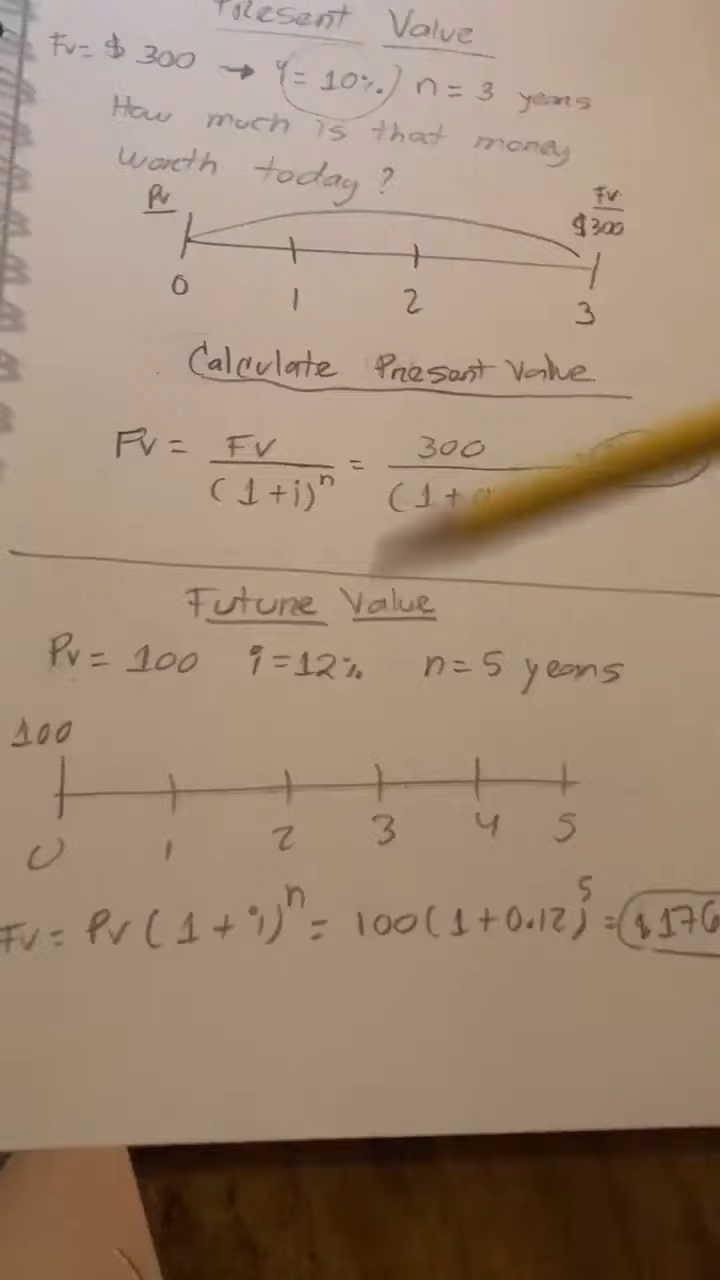 Present Value
Fv = $ 300 → i = 10%) n = 3 years
How much is that money
worth today?
Pv
Fv
$300
0 1 2 3
Calculate Present Value
Fv = FV / (1+i)^n = 300 / (1+
Future Value
Pv = 100 i = 12% n = 5 years
100
0 1 2 3 4 5
Fv = Pv (1 + i)^n = 100(1+0.12)^5 = $176